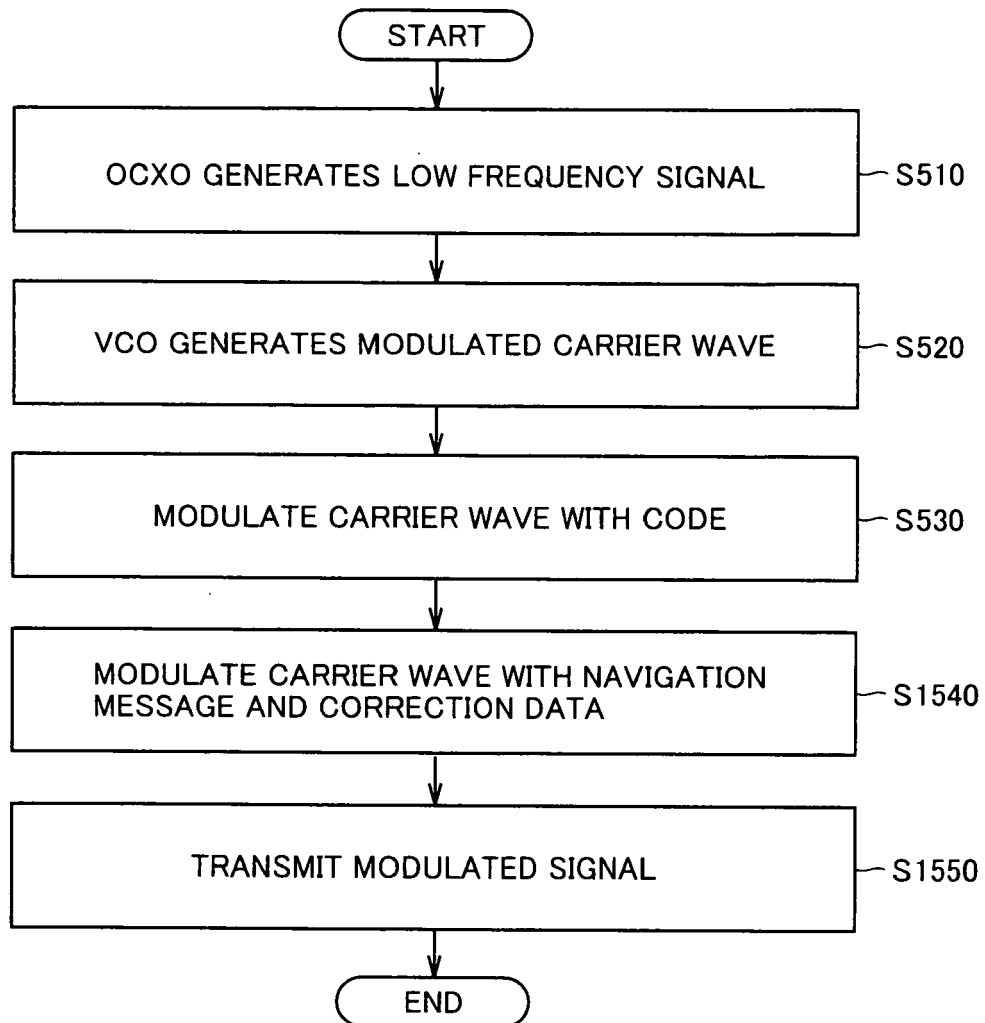 START
OCXO GENERATES LOW FREQUENCY SIGNAL
S510
VCO GENERATES MODULATED CARRIER WAVE
S520
MODULATE CARRIER WAVE WITH CODE
S530
MODULATE CARRIER WAVE WITH NAVIGATION
MESSAGE AND CORRECTION DATA
S1540
TRANSMIT MODULATED SIGNAL
S1550
END